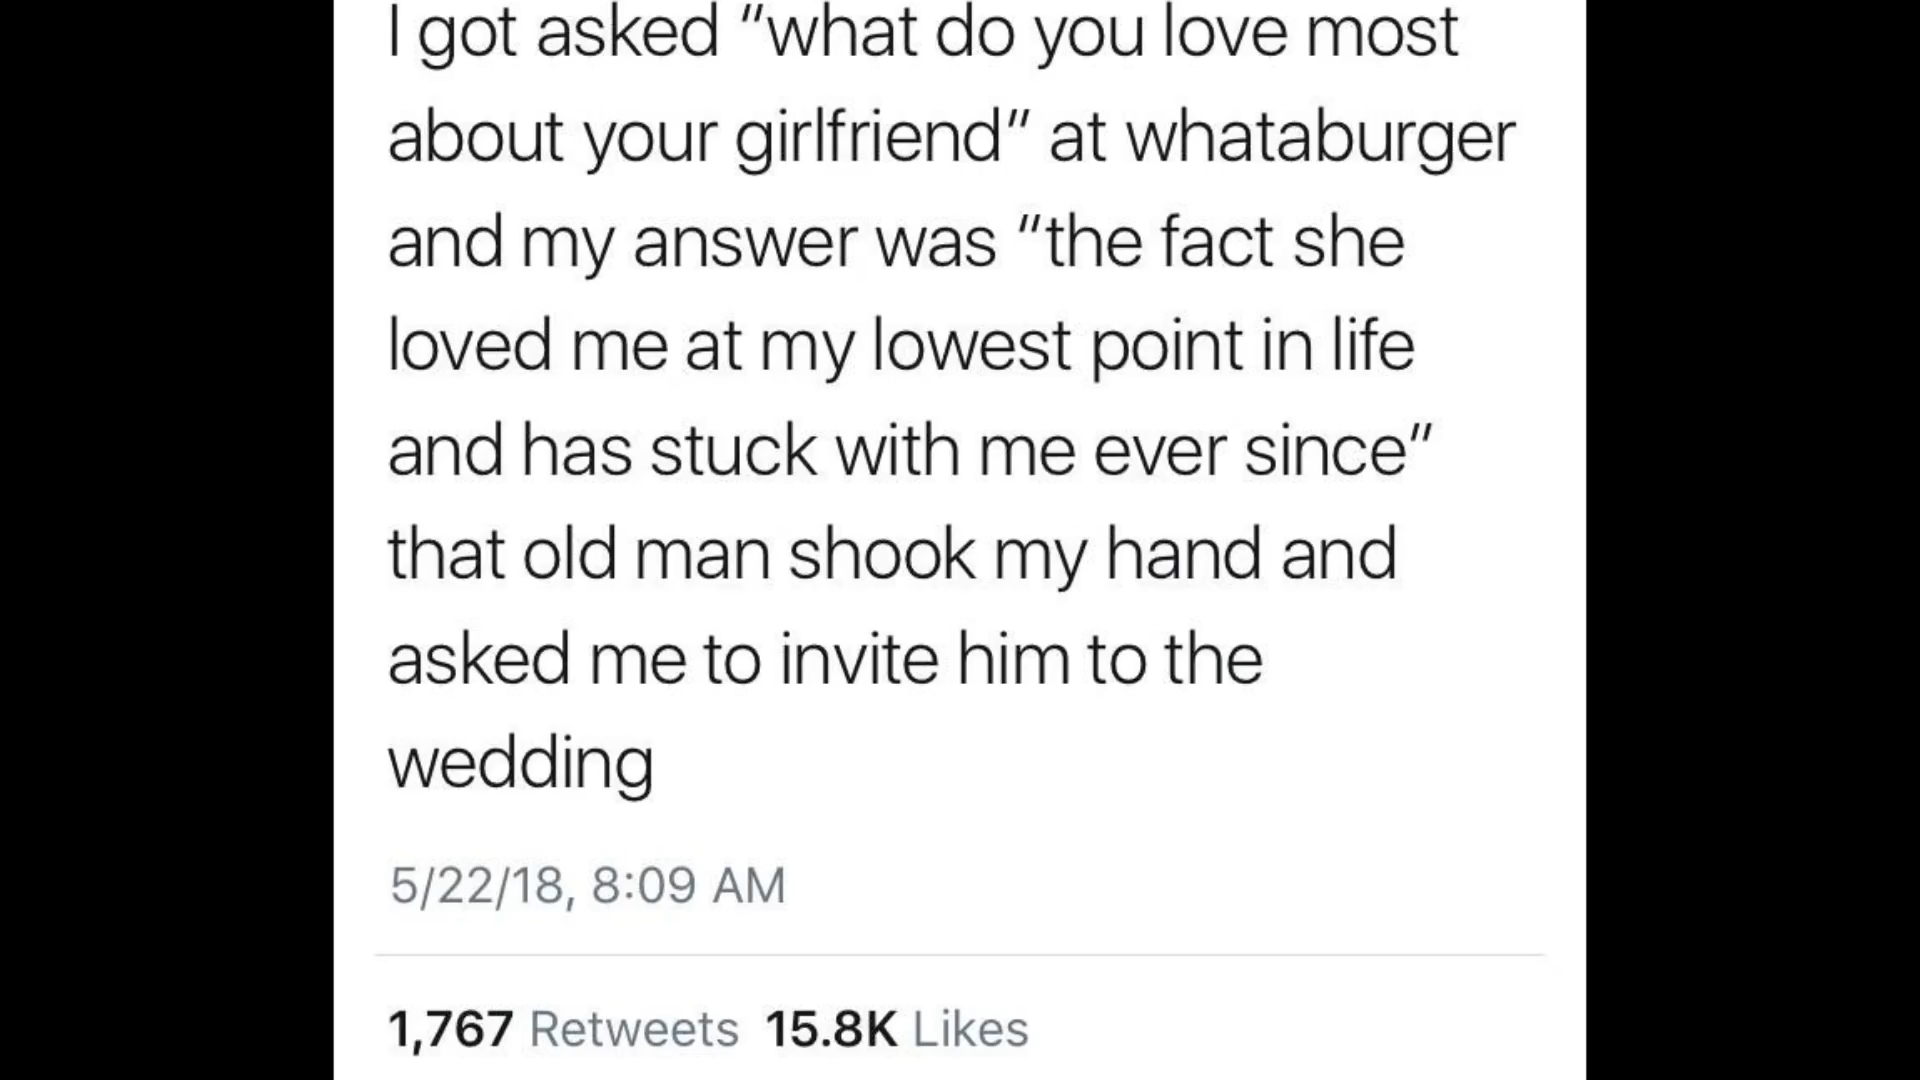 I got asked "what do you love most
about your girlfriend" at whataburger
and my answer was "the fact she
loved me at my lowest point in life
and has stuck with me ever since"
that old man shook my hand and
asked me to invite him to the
wedding
5/22/18, 8:09 AM
1,767 Retweets 15.8K Likes